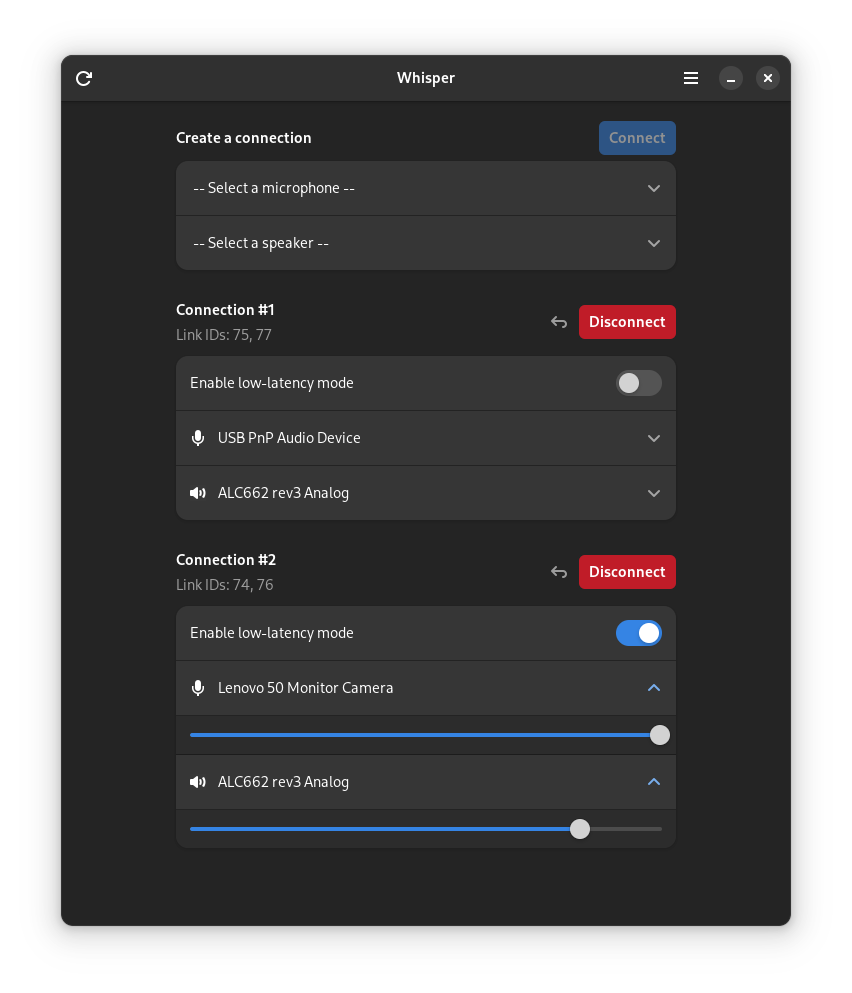 Whisper
Create a connection
Connect
-- Select a microphone --
-- Select a speaker --
Connection #1
Link IDs: 75, 77
Disconnect
Enable low-latency mode
USB PnP Audio Device
ALC662 rev3 Analog
Connection #2
Link IDs: 74, 76
Disconnect
Enable low-latency mode
Lenovo 50 Monitor Camera
ALC662 rev3 Analog